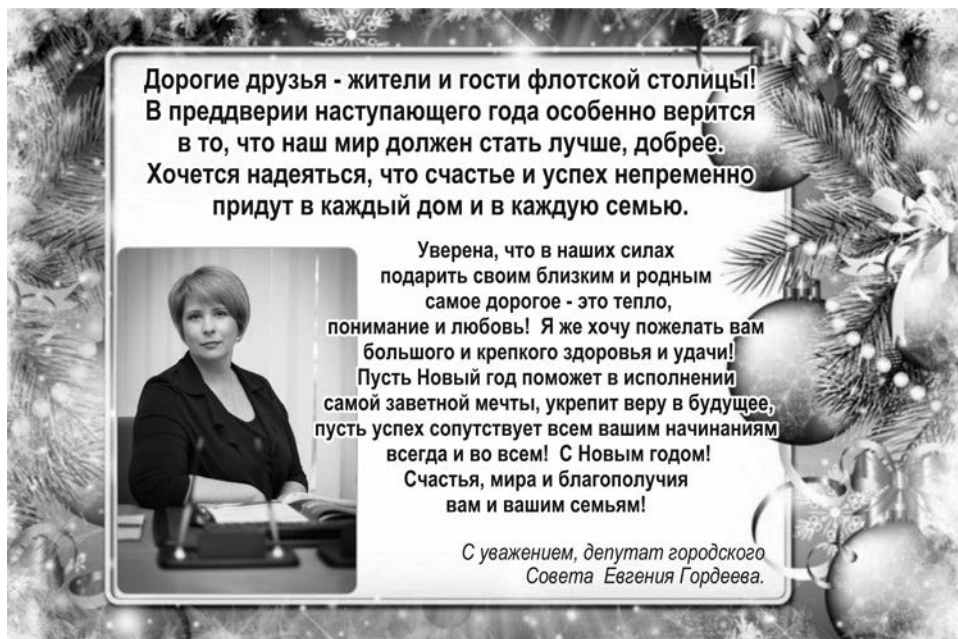 Дорогие друзья - жители и гости флотской столицы!
В преддверии наступающего года особенно верится
в то, что наш мир должен стать лучше, добрее.
Хочется надеяться, что счастье и успех непременно
придут в каждый дом и в каждую семью.
Уверена, что в наших силах
подарить своим близким и родным
самое дорогое - это тепло,
понимание и любовь! Я же хочу пожелать вам
большого и крепкого здоровья и удачи!
Пусть Новый год поможет в исполнении
самой заветной мечты, укрепит веру в будущее,
пусть успех сопутствует всем вашим начинаниям
всегда и во всем! С Новым годом!
Счастья, мира и благополучия
вам и вашим семьям!
С уважением, депутат городского
Совета Евгения Гордеева.